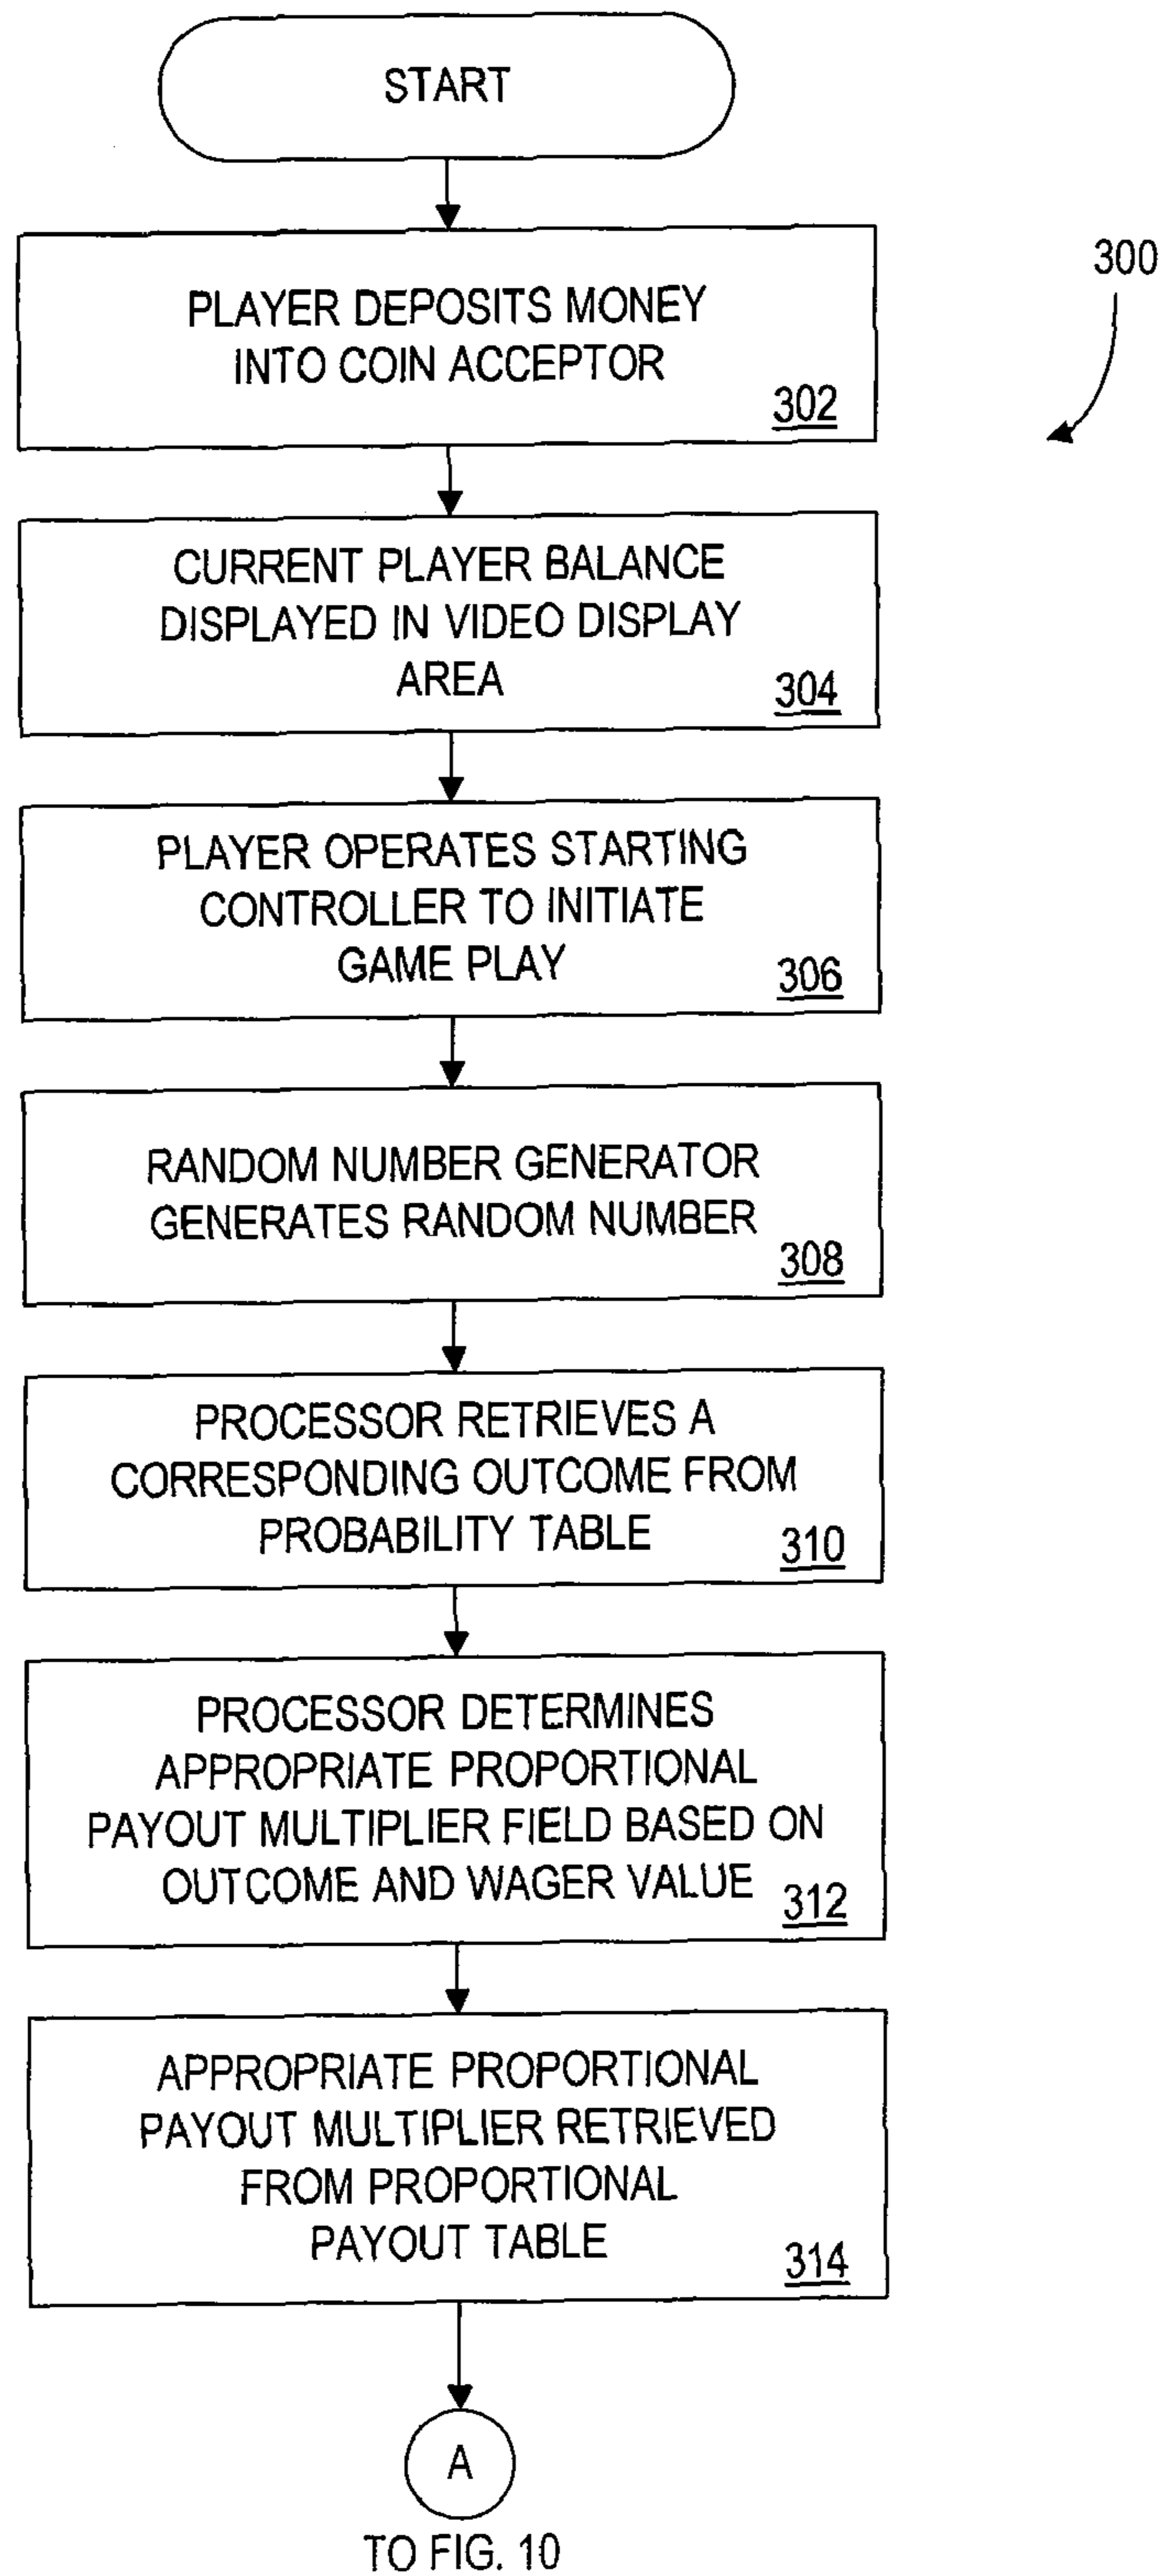 START
300
PLAYER DEPOSITS MONEY
INTO COIN ACCEPTOR
302
CURRENT PLAYER BALANCE
DISPLAYED IN VIDEO DISPLAY
AREA
304
PLAYER OPERATES STARTING
CONTROLLER TO INITIATE
GAME PLAY
306
RANDOM NUMBER GENERATOR
GENERATES RANDOM NUMBER
308
PROCESSOR RETRIEVES A
CORRESPONDING OUTCOME FROM
PROBABILITY TABLE
310
PROCESSOR DETERMINES
APPROPRIATE PROPORTIONAL
PAYOUT MULTIPLIER FIELD BASED ON
OUTCOME AND WAGER VALUE
312
APPROPRIATE PROPORTIONAL
PAYOUT MULTIPLIER RETRIEVED
FROM PROPORTIONAL
PAYOUT TABLE
314
A
TO FIG. 10